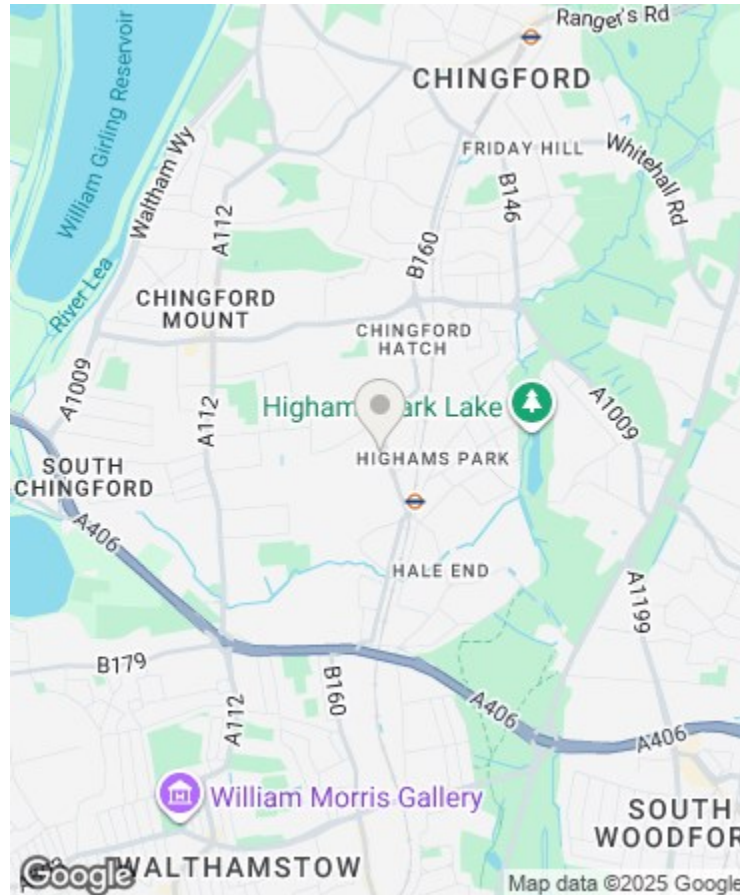 Ranger's Rd
CHINGFORD
William Girling Reservoir
Waltham Wy
FRIDAY HILL
Whitehall Rd
B146
A112
B160
River Lea
CHINGFORD
MOUNT
CHINGFORD
HATCH
A1009
A112
Higham Park Lake
A1009
SOUTH
CHINGFORD
HIGHAMS PARK
A406
HALE END
A1199
B179
B160
A112
A406
A406
William Morris Gallery
SOUTH
WOODFOR
WALTHAMSTOW
Google
Map data ©2025 Google